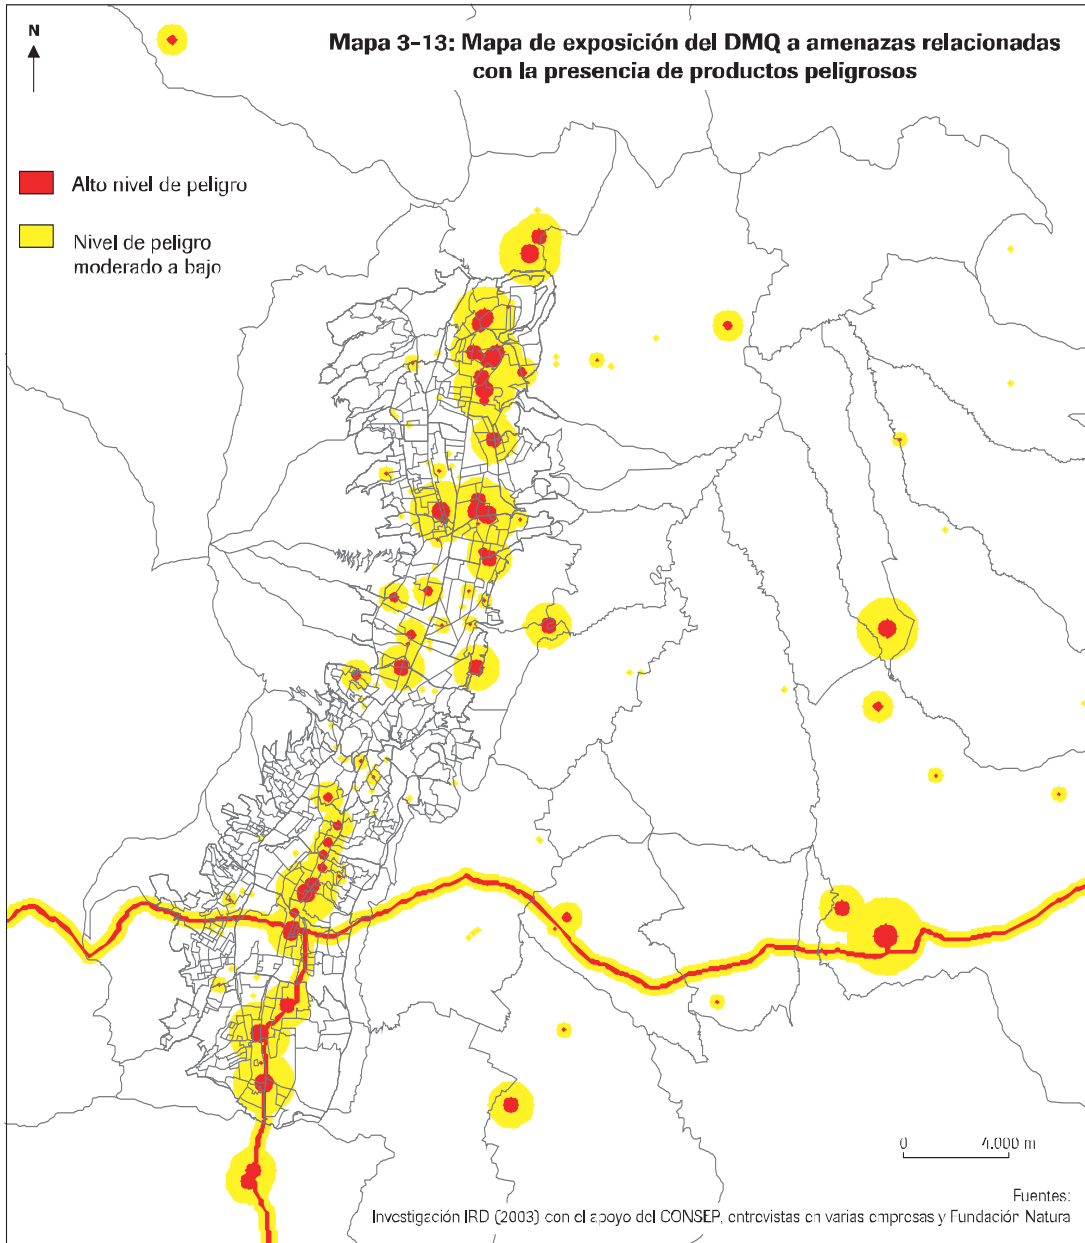 N
Mapa 3-13: Mapa de exposición del DMQ a amenazas relacionadas
con la presencia de productos peligrosos
Alto nivel de peligro
Nivel de peligro
moderado a bajo
0 4.000 m
Fuentes:
Investigación IRD (2003) con el apoyo del CONSEP, entrevistas en varias empresas y Fundación Natura